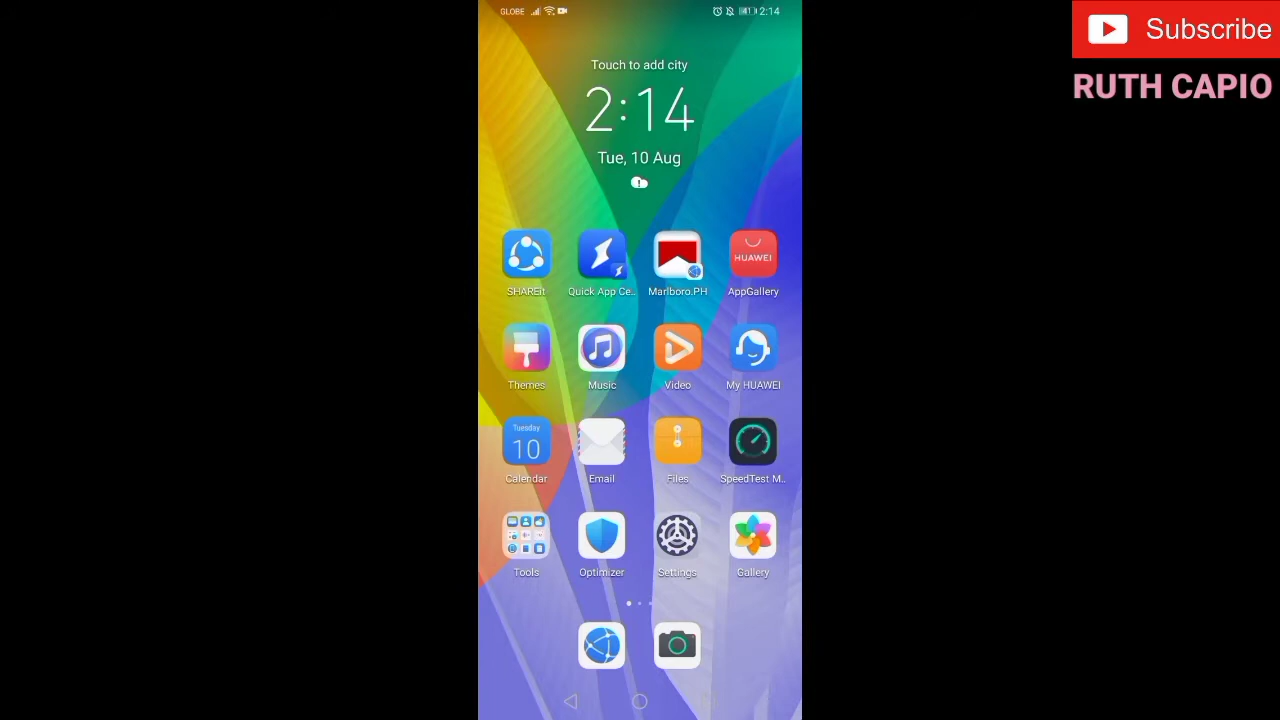 GLOBE 41 2:14
Subscribe
RUTH CAPIO
Touch to add city
2:14
Tue, 10 Aug
HUAWEI
SHAREit Quick App Ce.. Marlboro.PH AppGallery
Themes Music Video My HUAWEI
Tuesday
10
Calendar Email Files SpeedTest M..
Tools Optimizer Settings Gallery